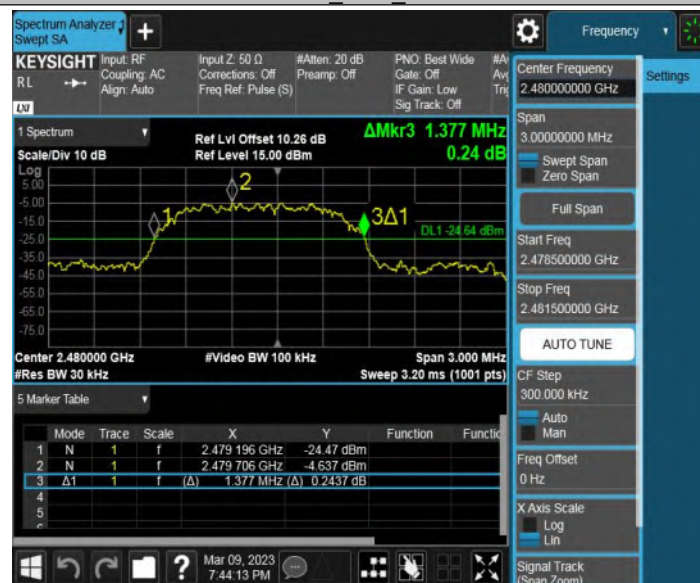 Spectrum Analyzer 1
Swept SA
+
Frequency
KEYSIGHT
RL
LXI
Input: RF
Coupling: AC
Align: Auto
Input Z: 50 Ω
Corrections: Off
Freq Ref: Pulse (S)
#Atten: 20 dB
Preamp: Off
PNO: Best Wide
Gate: Off
IF Gain: Low
Sig Track: Off
1 Spectrum
Scale/Div 10 dB
Ref Lvl Offset 10.26 dB
Ref Level 15.00 dBm
ΔMkr3 1.377 MHz
0.24 dB
Log
5.00
-5.00
-15.0
-25.0
-35.0
-45.0
-55.0
-65.0
-75.0
1
2
3Δ1
DL1 -24.64 dBm
Center 2.480000 GHz
#Video BW 100 kHz
Span 3.000 MHz
#Res BW 30 kHz
Sweep 3.20 ms (1001 pts)
5 Marker Table
Mode Trace Scale X Y Function
1 N 1 f 2.479 196 GHz -24.47 dBm
2 N 1 f 2.479 706 GHz -4.637 dBm
3 Δ1 1 f (Δ) 1.377 MHz (Δ) 0.2437 dB
4
5
?
Mar 09, 2023
7:44:13 PM
Center Frequency
2.480000000 GHz
Settings
Span
3.00000000 MHz
Swept Span
Zero Span
Full Span
Start Freq
2.478500000 GHz
Stop Freq
2.481500000 GHz
AUTO TUNE
CF Step
300.000 kHz
Auto
Man
Freq Offset
0 Hz
X Axis Scale
Log
Lin
Signal Track
(Span Zoom)